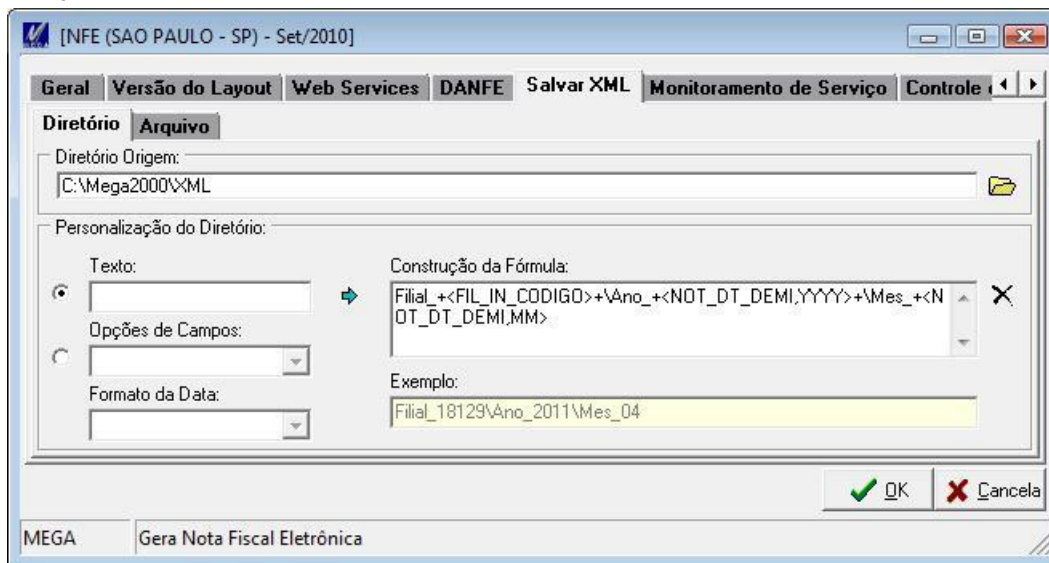 [NFE (SAO PAULO - SP) - Set/2010]
Geral Versão do Layout Web Services DANFE Salvar XML Monitoramento de Serviço Controle
Diretório Arquivo
Diretório Origem:
C:\Mega2000\XML
Personalização do Diretório:
Texto:
Construção da Fórmula:
Filial_+<FIL_IN_CODIGO>+\Ano_+<NOT_DT_DEMI,YYYY>+\Mes_+<N
OT_DT_DEMI,MM>
Opções de Campos:
Formato da Data:
Exemplo:
Filial_18129\Ano_2011\Mes_04
OK Cancela
MEGA Gera Nota Fiscal Eletrônica